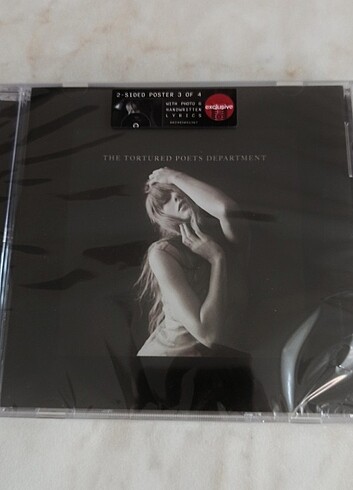 2-SIDED POSTER 3 OF 4
WITH PHOTO &
HANDWRITTEN
LYRICS
exclusive
THE TORTURED POETS DEPARTMENT